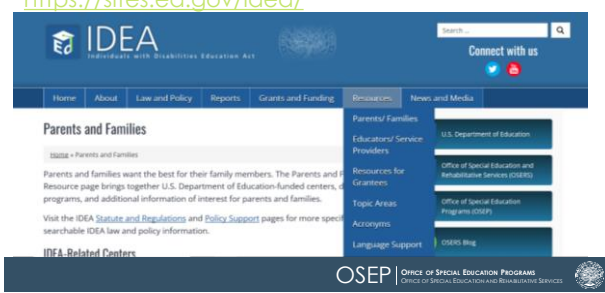 https://sites.ed.gov/idea/
IDEA
Individuals with Disabilities Education Act
Search ...
Connect with us
Home About Law and Policy Reports Grants and Funding Resources News and Media
Parents and Families
Home » Parents and Families
Parents and families want the best for their family members. The Parents and F
Resource page brings together U.S. Department of Education-funded centers, d
programs, and additional information of interest for parents and families.
Visit the IDEA Statute and Regulations and Policy Support pages for more specif
searchable IDEA law and policy information.
IDEA-Related Centers
Parents/ Families
Educators/ Service
Providers
Resources for
Grantees
Topic Areas
Acronyms
Language Support
U.S. Department of Education
Office of Special Education and
Rehabilitative Services (OSERS)
Office of Special Education
Programs (OSEP)
OSERS Blog
OSEP OFFICE OF SPECIAL EDUCATION PROGRAMS
OFFICE OF SPECIAL EDUCATION AND REHABILITATIVE SERVICES